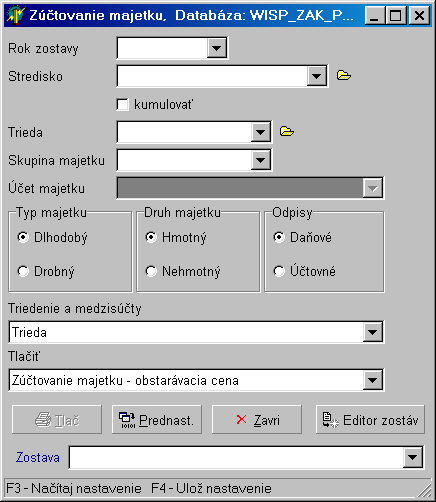 Zúčtovanie majetku, Databáza: WISP_ZAK_P...
Rok zostavy
Stredisko
kumulovať
Trieda
Skupina majetku
Účet majetku
Typ majetku
Dlhodobý
Drobný
Druh majetku
Hmotný
Nehmotný
Odpisy
Daňové
Účtovné
Triedenie a medzisúčty
Trieda
Tlačiť
Zúčtovanie majetku - obstarávacia cena
Tlač
Prednast.
Zavri
Editor zostáv
Zostava
F3 - Načítaj nastavenie F4 - Ulož nastavenie